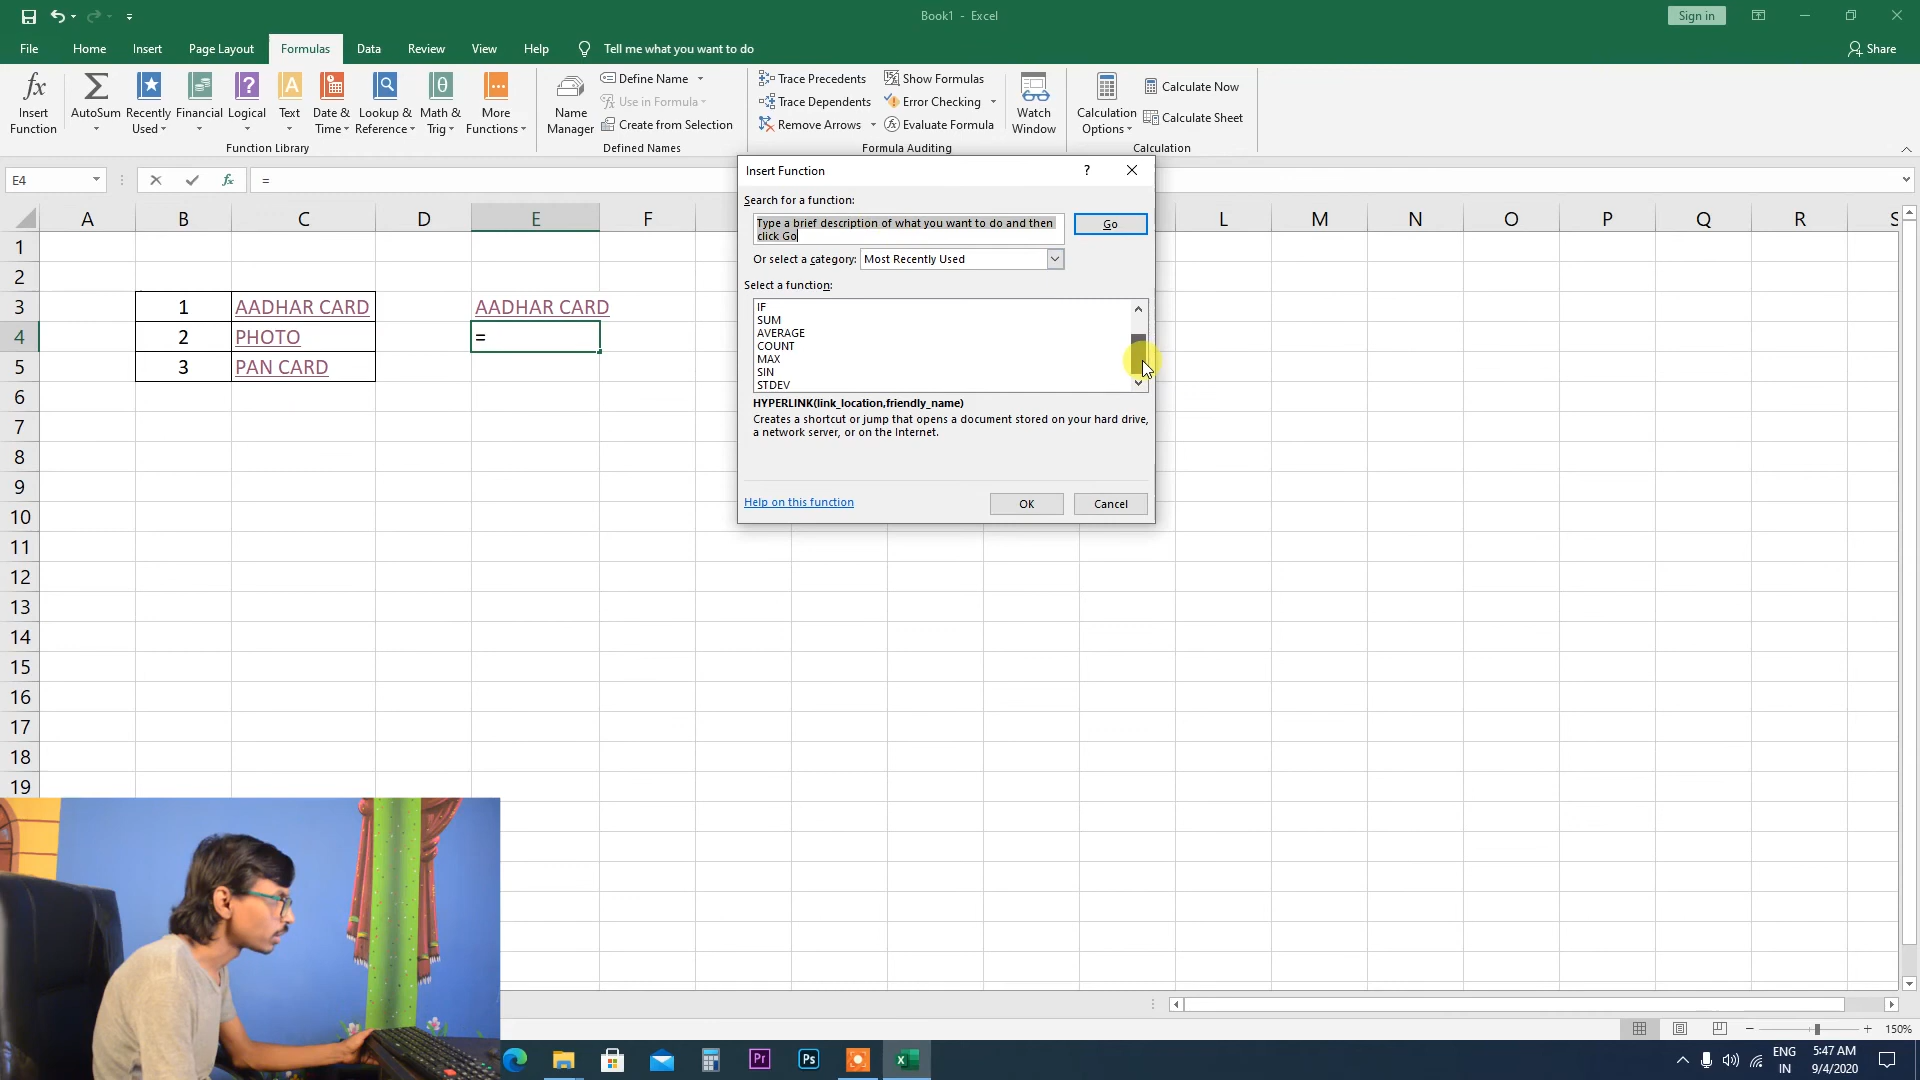 Book1 - Excel
Sign in
File Home Insert Page Layout Formulas Data Review View Help Tell me what you want to do
Share
Insert Function
AutoSum
Recently Used
Financial
Logical
Text
Date & Time
Lookup & Reference
Math & Trig
More Functions
Function Library
Name Manager
Define Name
Use in Formula
Create from Selection
Defined Names
Trace Precedents
Trace Dependents
Remove Arrows
Show Formulas
Error Checking
Evaluate Formula
Formula Auditing
Watch Window
Calculation Options
Calculate Now
Calculate Sheet
Calculation
E4 fx =
A B C D E F L M N O P Q R S
1
2
3 1 AADHAR CARD AADHAR CARD
4 2 PHOTO =
5 3 PAN CARD
6
7
8
9
10
11
12
13
14
15
16
17
18
19
Insert Function
?
Search for a function:
Type a brief description of what you want to do and then
click Go
Go
Or select a category: Most Recently Used
Select a function:
IF
SUM
AVERAGE
COUNT
MAX
SIN
STDEV
HYPERLINK(link_location,friendly_name)
Creates a shortcut or jump that opens a document stored on your hard drive,
a network server, or on the Internet.
Help on this function
OK Cancel
150%
Pr
Ps
ENG
IN
5:47 AM
9/4/2020